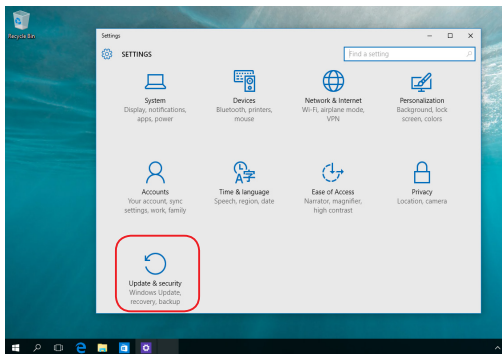 Recycle Bin
Settings
SETTINGS
Find a setting
System
Display, notifications,
apps, power
Devices
Bluetooth, printers,
mouse
Network & Internet
Wi-Fi, airplane mode,
VPN
Personalization
Background, lock
screen, colors
Accounts
Your account, sync
settings, work, family
Time & language
Speech, region, date
Ease of Access
Narrator, magnifier,
high contrast
Privacy
Location, camera
Update & security
Windows Update,
recovery, backup